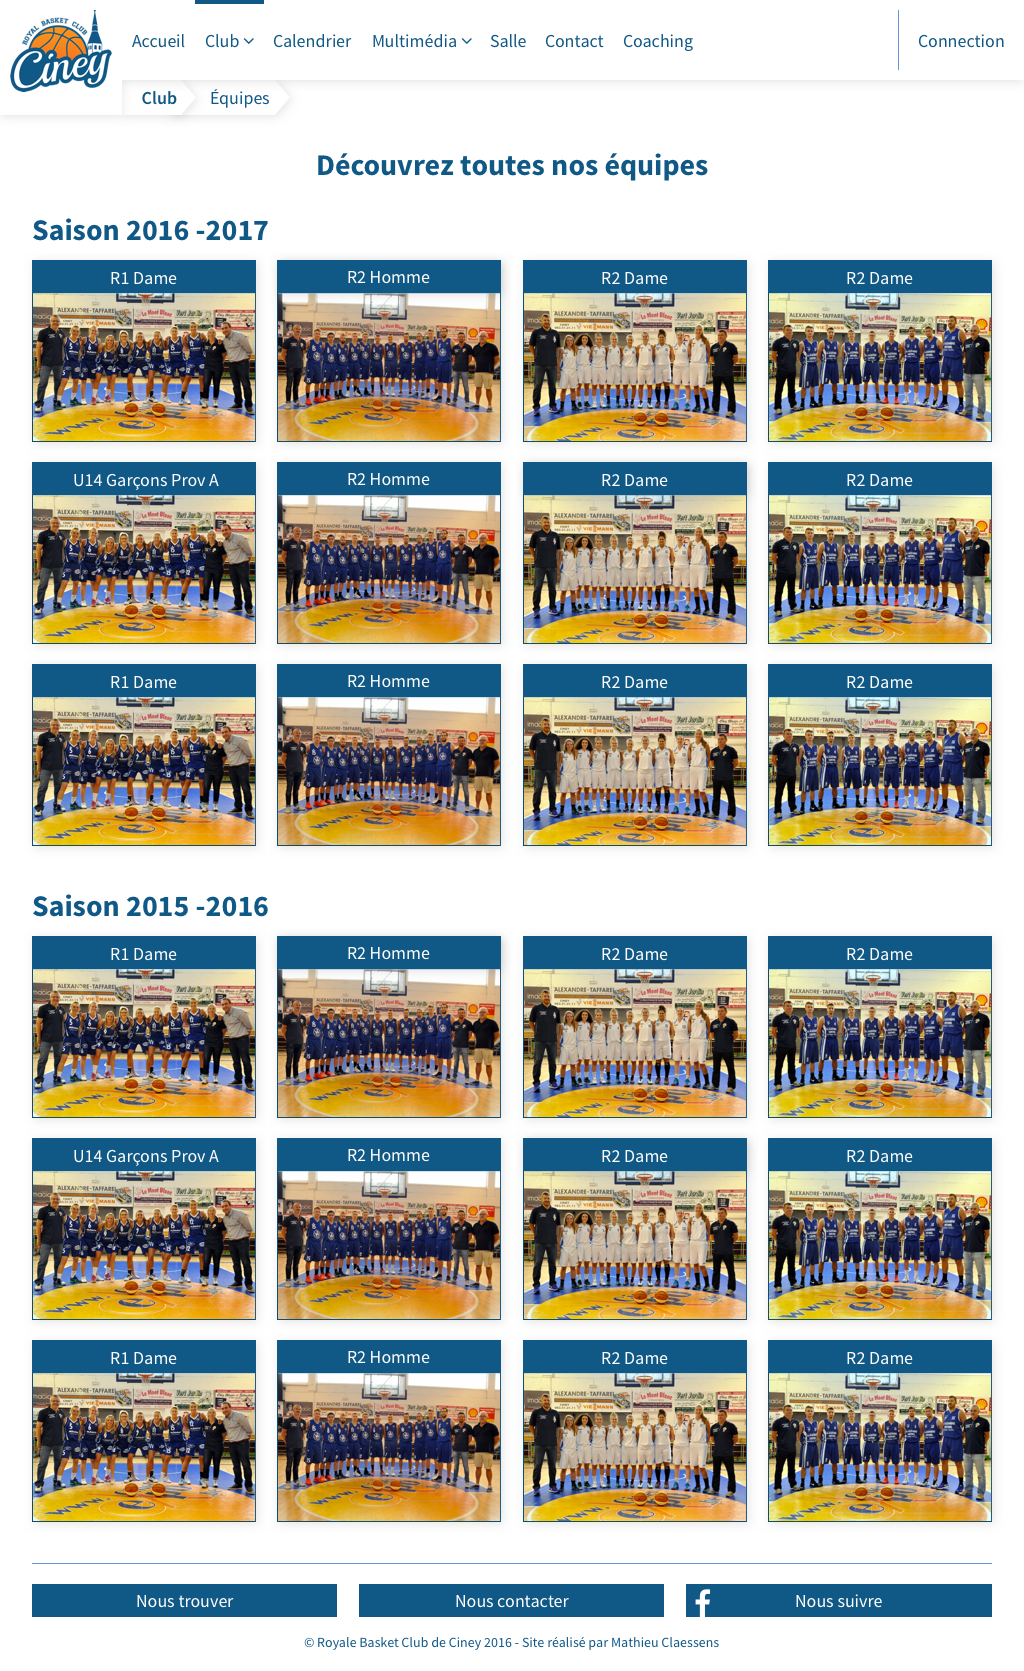 ROYAL BASKET CLUB
Ciney
Accueil Club Calendrier Multimédia Salle Contact Coaching Connection
Club Équipes
Découvrez toutes nos équipes
Saison 2016 -2017
R1 Dame R2 Homme R2 Dame R2 Dame
U14 Garçons Prov A R2 Homme R2 Dame R2 Dame
R1 Dame R2 Homme R2 Dame R2 Dame
Saison 2015 -2016
R1 Dame R2 Homme R2 Dame R2 Dame
U14 Garçons Prov A R2 Homme R2 Dame R2 Dame
R1 Dame R2 Homme R2 Dame R2 Dame
Nous trouver Nous contacter Nous suivre
© Royale Basket Club de Ciney 2016 - Site réalisé par Mathieu Claessens